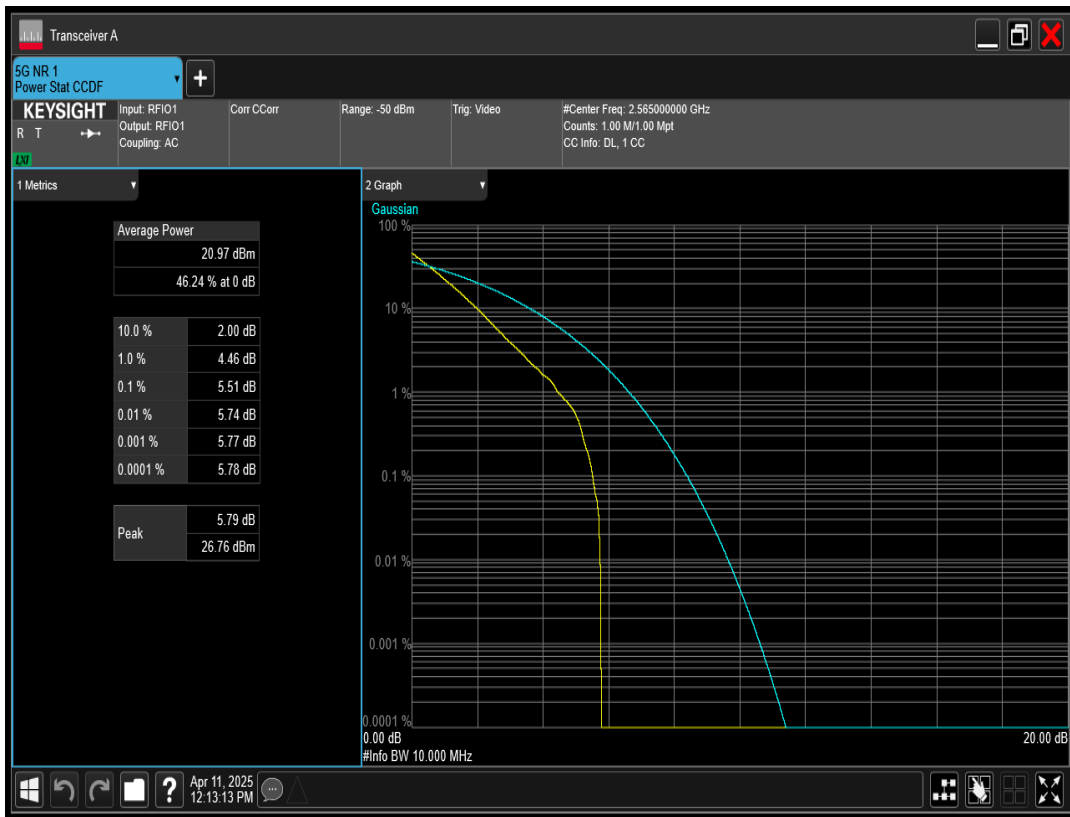 Transceiver A
5G NR 1
Power Stat CCDF
+
KEYSIGHT
R T
LXI
Input: RFIO1
Output: RFIO1
Coupling: AC
Corr CCorr
Range: -50 dBm
Trig: Video
#Center Freq: 2.565000000 GHz
Counts: 1.00 M/1.00 Mpt
CC Info: DL, 1 CC
1 Metrics
Average Power
20.97 dBm
46.24 % at 0 dB
10.0 % 2.00 dB
1.0 % 4.46 dB
0.1 % 5.51 dB
0.01 % 5.74 dB
0.001 % 5.77 dB
0.0001 % 5.78 dB
Peak
5.79 dB
26.76 dBm
2 Graph
Gaussian
100 %
10 %
1 %
0.1 %
0.01 %
0.001 %
0.0001 %
0.00 dB 20.00 dB
#Info BW 10.000 MHz
?
Apr 11, 2025
12:13:13 PM